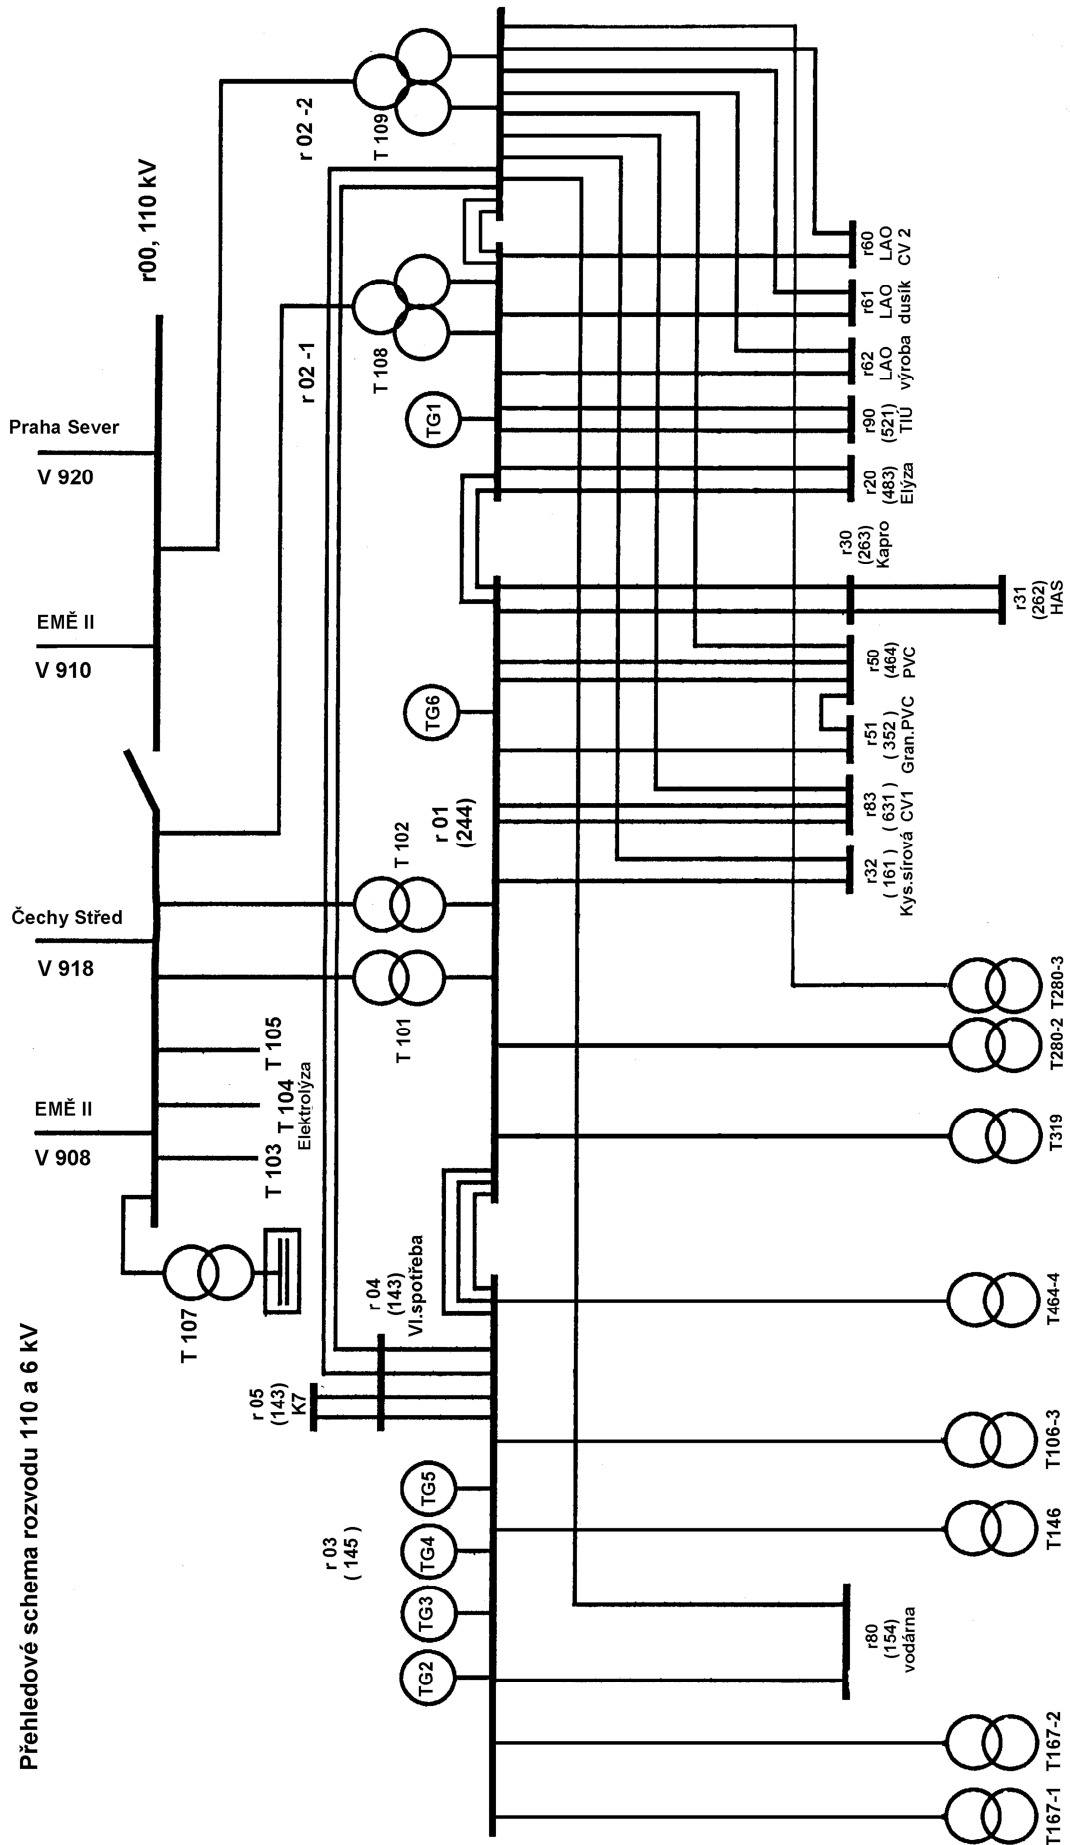 Přehledové schema rozvodu 110 a 6 kV
Praha Sever
V 920
EMĚ II
V 910
Čechy Střed
V 918
EMĚ II
V 908
r00, 110 kV
T 107
T 103
T 104
Elektrolýza
T 105
r 02 -1
r 02 -2
T 101
T 102
T 108
T 109
r 05
(143)
K7
r 04
(143)
Vl.spotřeba
r 03
( 145 )
r 01
(244)
TG2
TG3
TG4
TG5
TG6
TG1
r80
(154)
vodárna
r32
( 161 )
Kys.sírová
r83
( 631 )
CV1
r51
( 352 )
Gran.PVC
r50
(464)
PVC
r30
(263)
Kapro
r31
(262)
HAS
r20
(483)
Elýza
r90
(521)
TIÚ
r62
LAO
výroba
r61
LAO
dusík
r60
LAO
CV 2
T167-1
T167-2
T146
T106-3
T464-4
T319
T280-2
T280-3